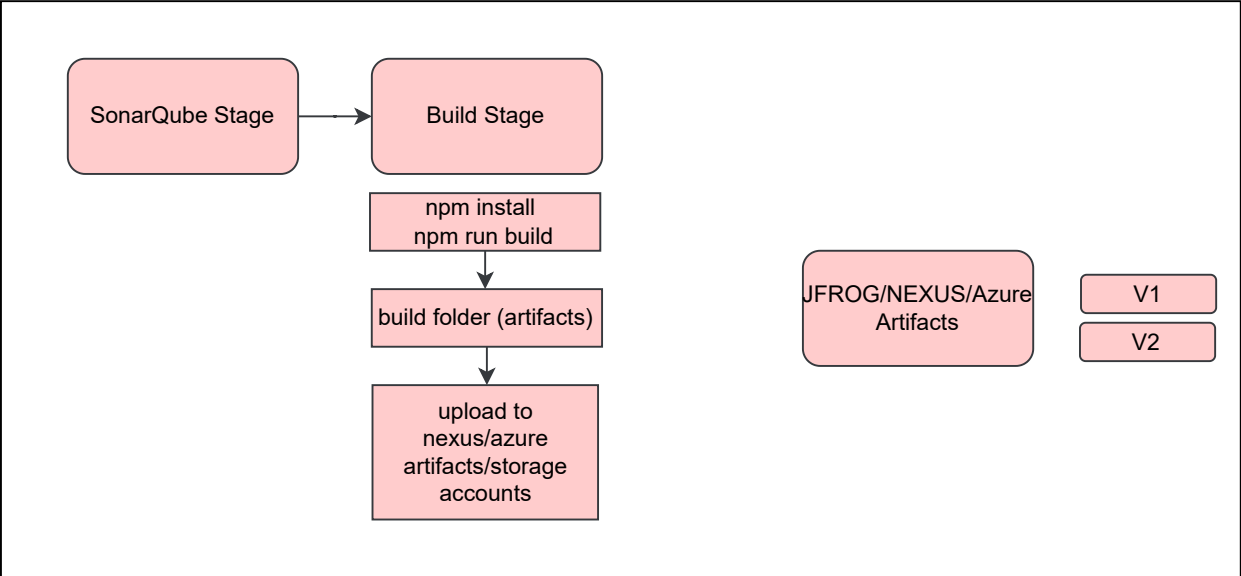 SonarQube Stage
Build Stage
npm install
npm run build
build folder (artifacts)
upload to
nexus/azure
artifacts/storage
accounts
JFROG/NEXUS/Azure
Artifacts
V1
V2